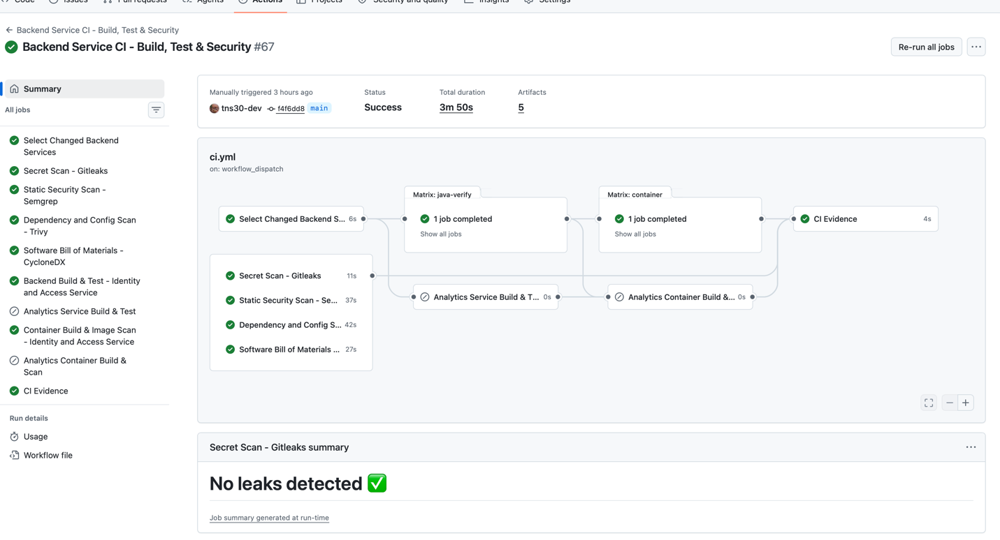 Code Issues Pull requests Agents Actions Projects Security and quality Insights Settings
Backend Service CI - Build, Test & Security
Backend Service CI - Build, Test & Security #67
Re-run all jobs
Summary
All jobs
Select Changed Backend
Services
Secret Scan - Gitleaks
Static Security Scan -
Semgrep
Dependency and Config Scan
- Trivy
Software Bill of Materials -
CycloneDX
Backend Build & Test - Identity
and Access Service
Analytics Service Build & Test
Container Build & Image Scan
- Identity and Access Service
Analytics Container Build &
Scan
CI Evidence
Run details
Usage
Workflow file
Manually triggered 3 hours ago
tns30-dev f4f6dd8 main
Status
Success
Total duration
3m 50s
Artifacts
5
ci.yml
on: workflow_dispatch
Select Changed Backend S... 6s
Matrix: java-verify
1 job completed
Show all jobs
Matrix: container
1 job completed
Show all jobs
CI Evidence 4s
Secret Scan - Gitleaks 11s
Static Security Scan - Se... 37s
Dependency and Config S... 42s
Software Bill of Materials ... 27s
Analytics Service Build & T... 0s
Analytics Container Build &... 0s
Secret Scan - Gitleaks summary
No leaks detected ✅
Job summary generated at run-time